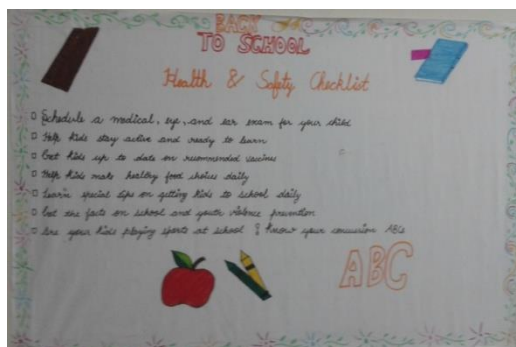 BACK
TO SCHOOL
Health & Safety Checklist
Schedule a medical, eye, and ear exam for your child
Help kids stay active and ready to learn
Get kids up to date on recommended vaccines
Help kids make healthy food choices daily
Learn special tips on getting kids to school daily
Get the facts on school and youth violence prevention
Are your kids playing sports at school ? Know your concussion ABCs
ABC